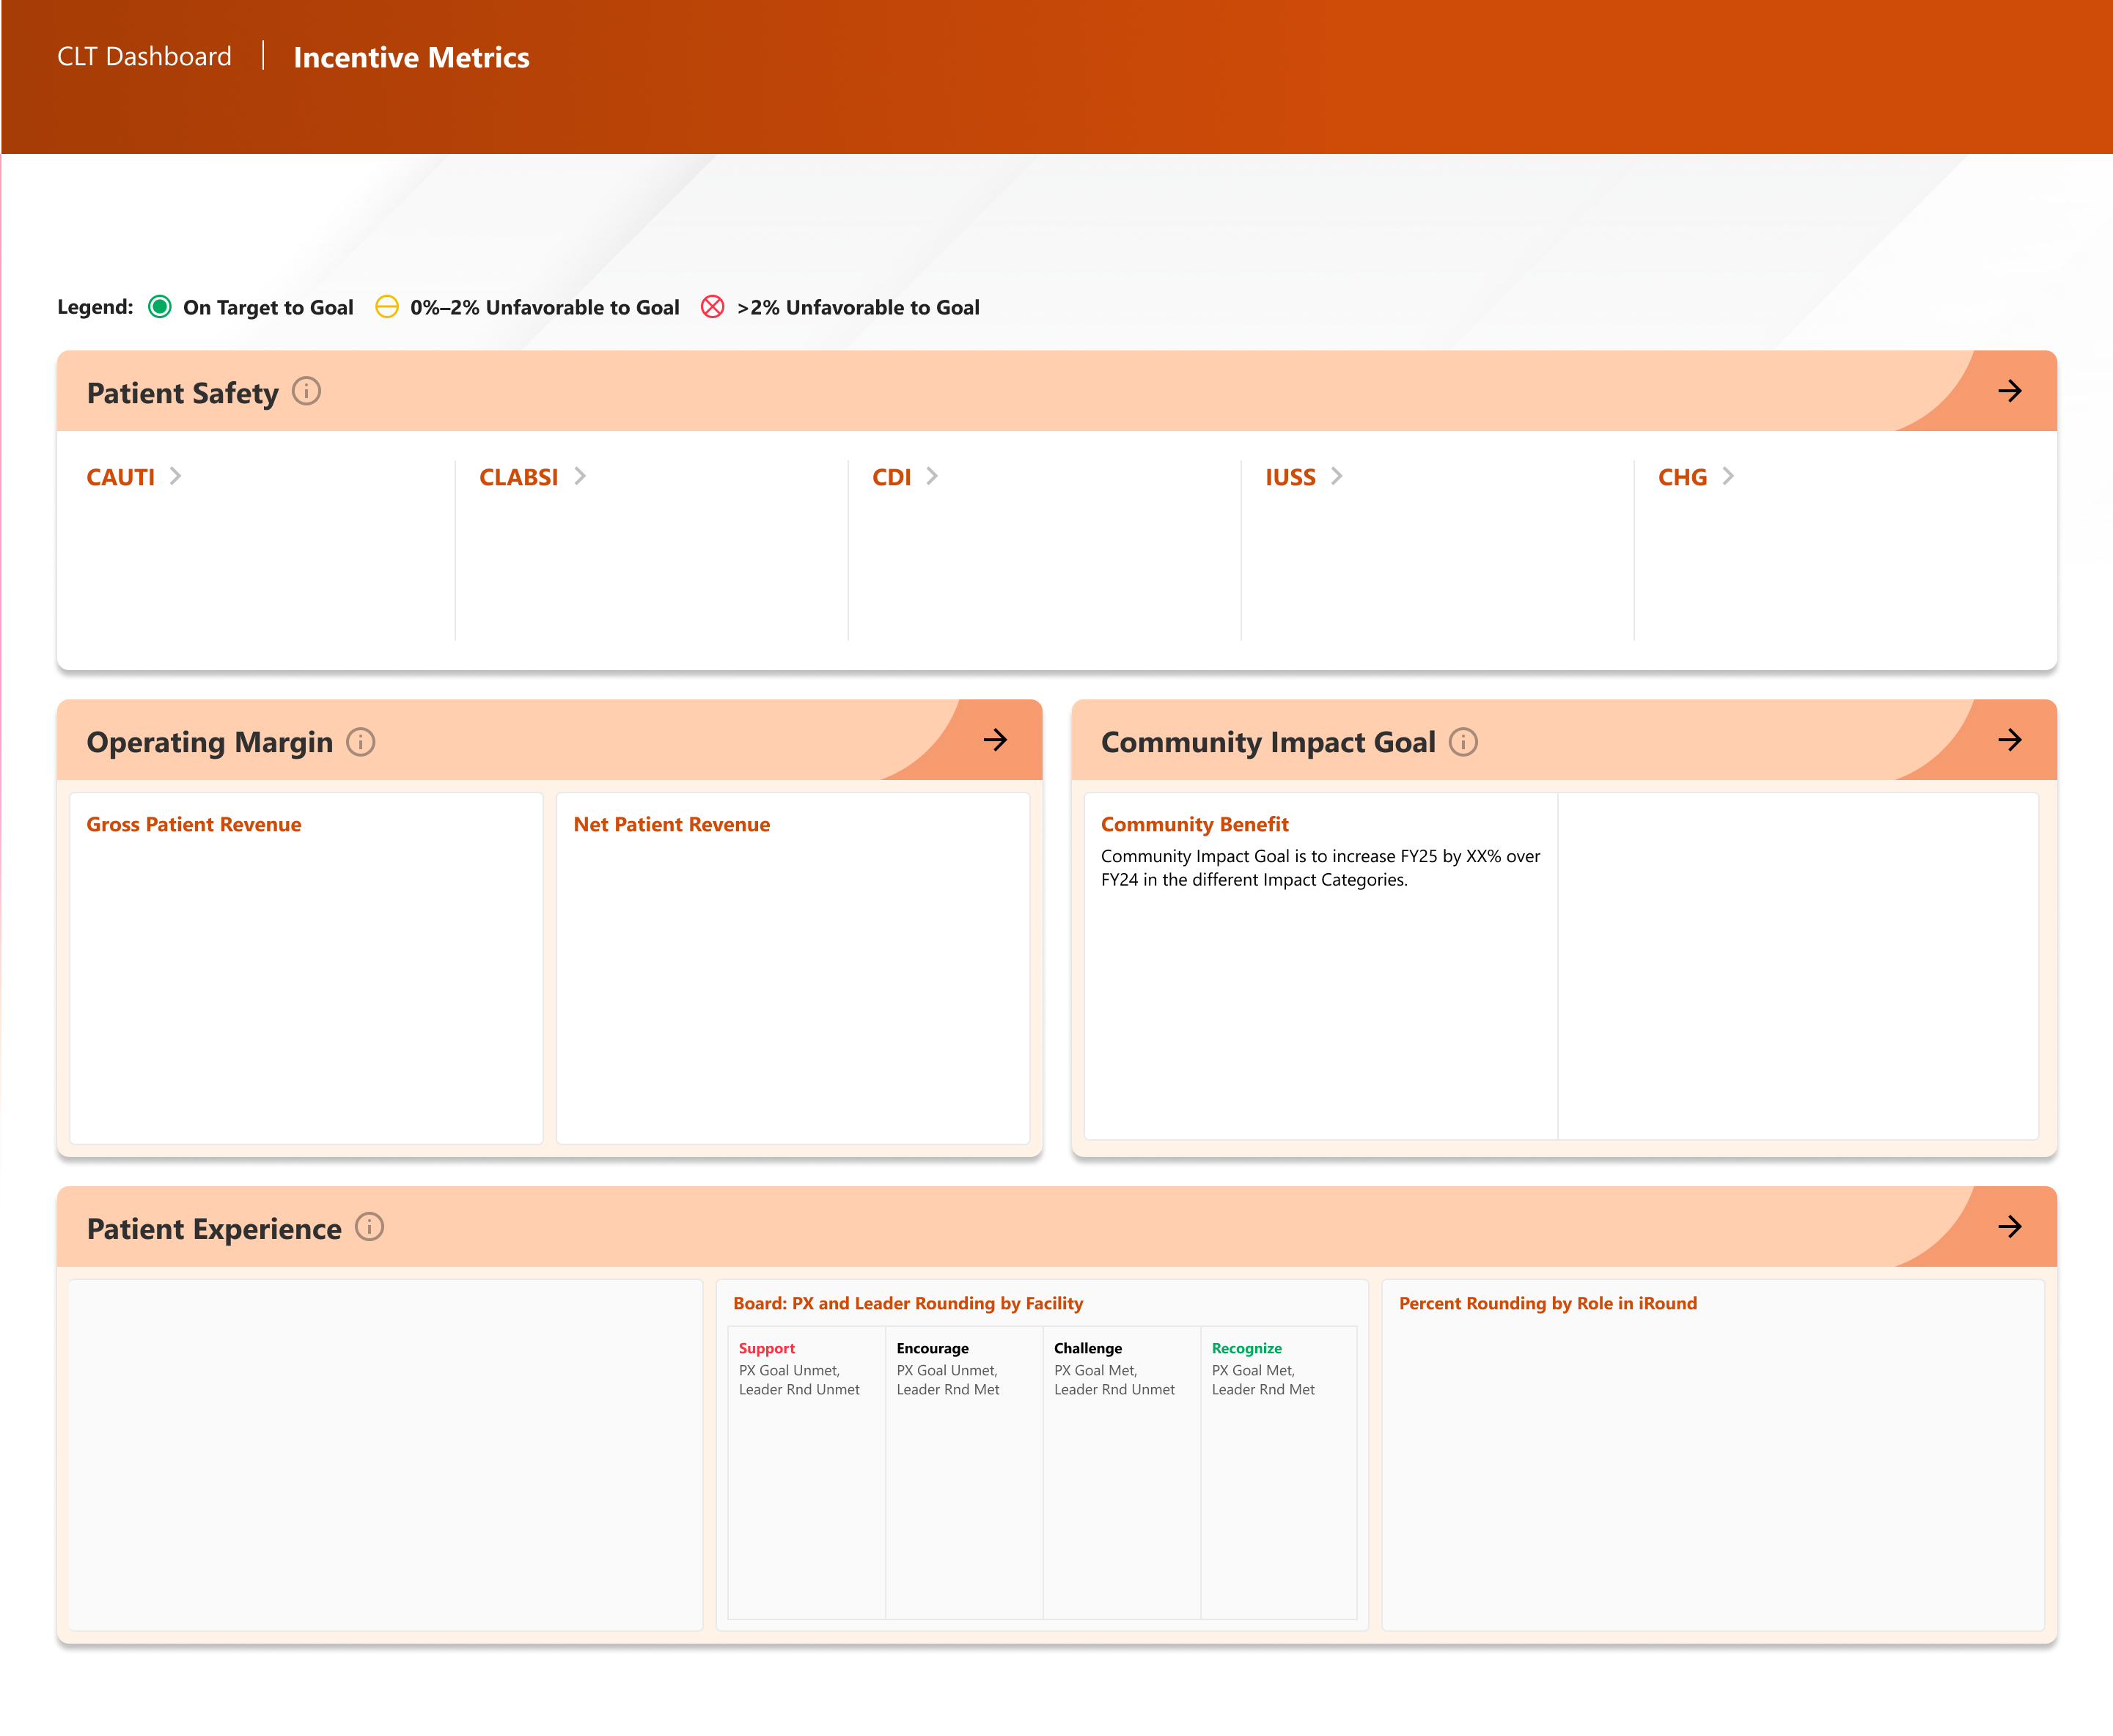 CLT Dashboard | Incentive Metrics
Legend: On Target to Goal 0%–2% Unfavorable to Goal >2% Unfavorable to Goal
Patient Safety
CAUTI CLABSI CDI IUSS CHG
Operating Margin
Gross Patient Revenue
Net Patient Revenue
Community Impact Goal
Community Benefit
Community Impact Goal is to increase FY25 by XX% over
FY24 in the different Impact Categories.
Patient Experience
Board: PX and Leader Rounding by Facility
Support
PX Goal Unmet,
Leader Rnd Unmet
Encourage
PX Goal Unmet,
Leader Rnd Met
Challenge
PX Goal Met,
Leader Rnd Unmet
Recognize
PX Goal Met,
Leader Rnd Met
Percent Rounding by Role in iRound